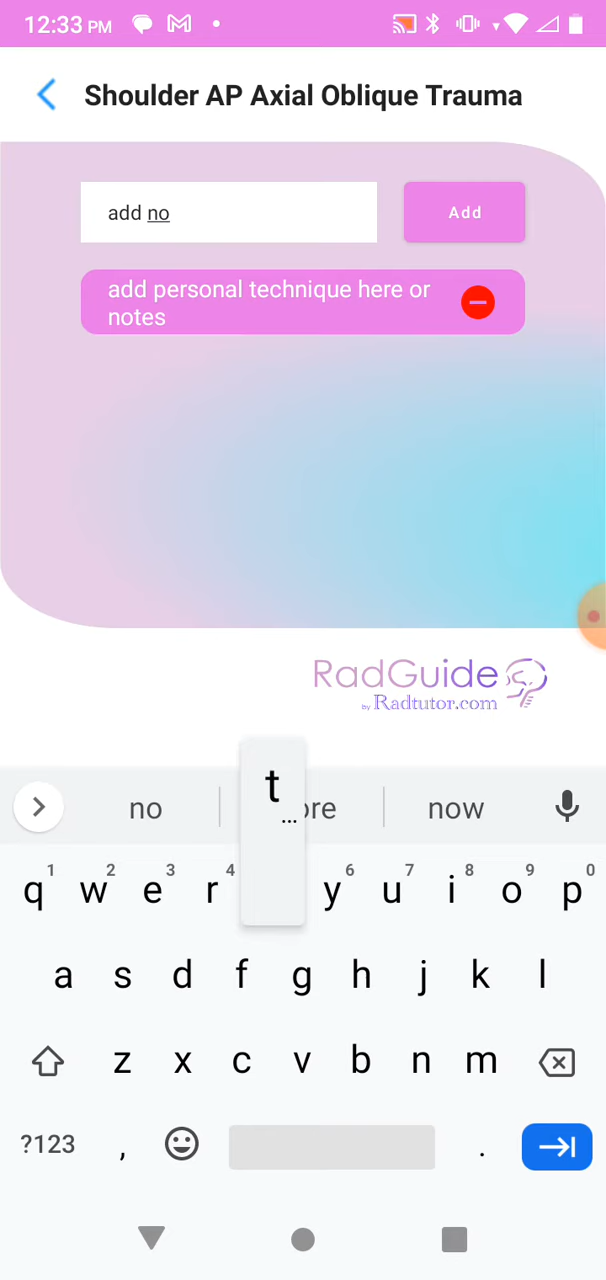 12:33 PM
Shoulder AP Axial Oblique Trauma
add no
Add
add personal technique here or
notes
RadGuide
by Radtutor.com
t
...
no
now
1 2 3 4 6 7 8 9 0
q w e r y u i o p
a s d f g h j k l
z x c v b n m
?123 , .